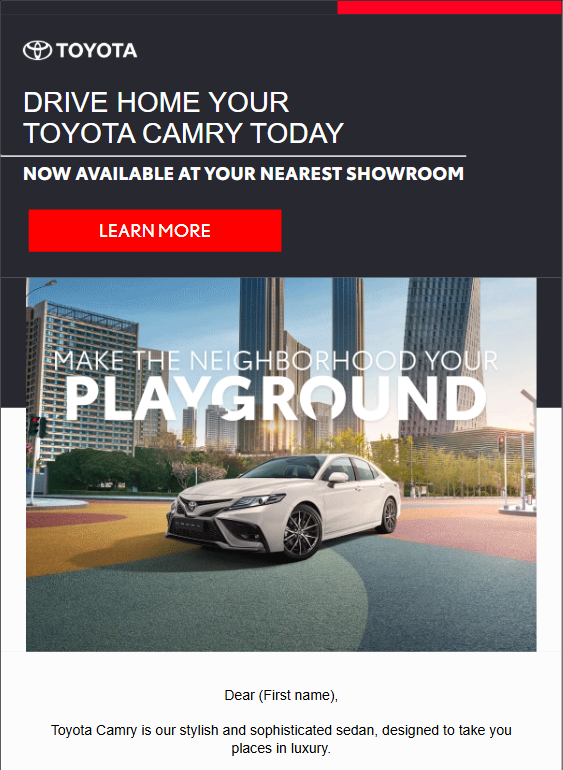 TOYOTA
DRIVE HOME YOUR
TOYOTA CAMRY TODAY
NOW AVAILABLE AT YOUR NEAREST SHOWROOM
LEARN MORE
MAKE THE NEIGHBORHOOD YOUR
PLAYGROUND
Dear (First name),
Toyota Camry is our stylish and sophisticated sedan, designed to take you
places in luxury.